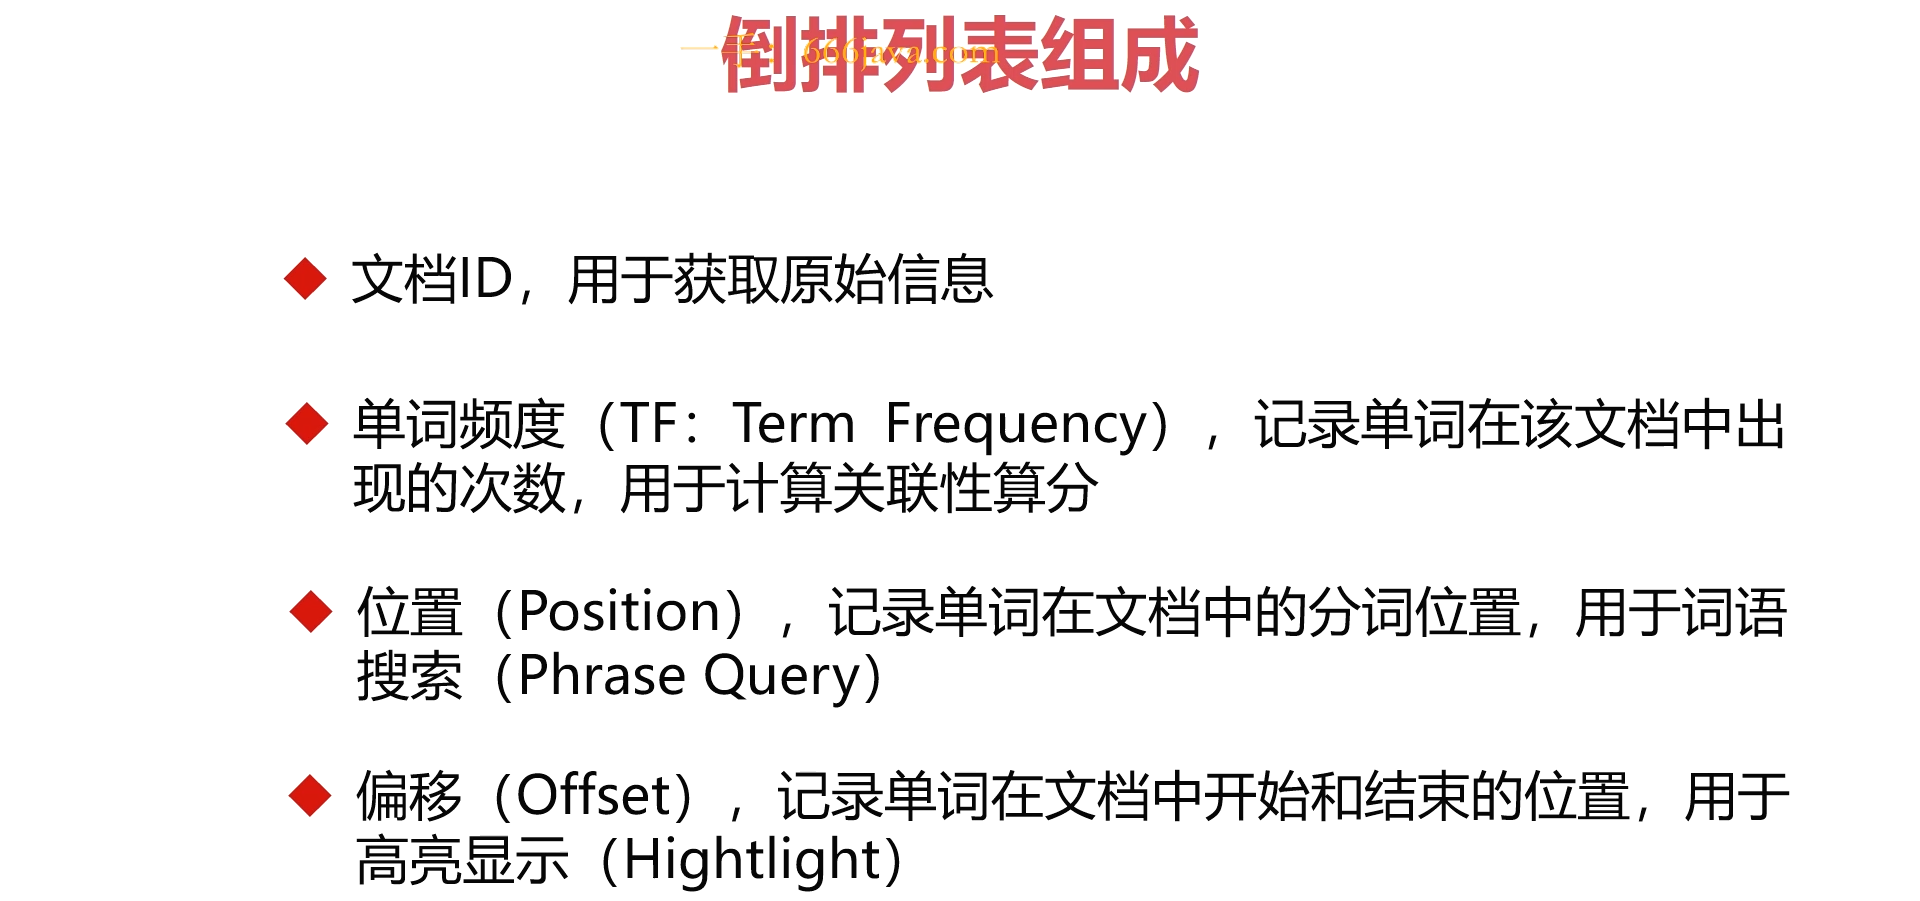 倒排列表组成
一手：666java.com
文档ID，用于获取原始信息
单词频度（TF：Term Frequency），记录单词在该文档中出
现的次数，用于计算关联性算分
位置（Position），记录单词在文档中的分词位置，用于词语
搜索（Phrase Query）
偏移（Offset），记录单词在文档中开始和结束的位置，用于
高亮显示（Hightlight）